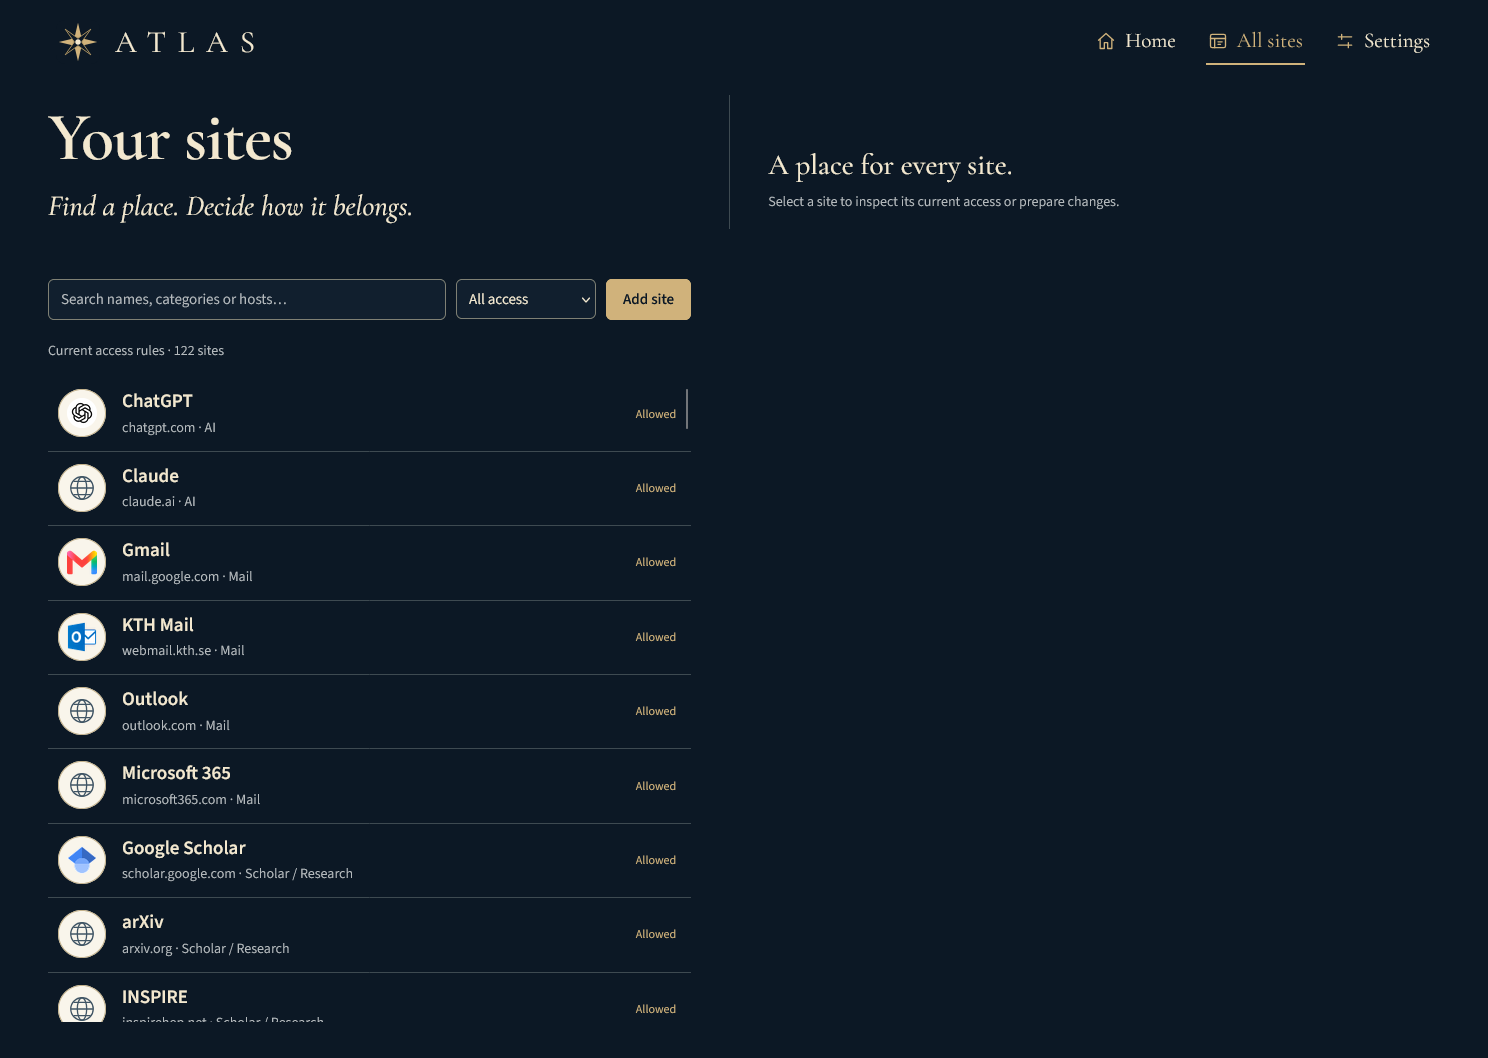 ATLAS
Home
All sites
Settings
Your sites
Find a place. Decide how it belongs.
A place for every site.
Select a site to inspect its current access or prepare changes.
Search names, categories or hosts…
All access
Add site
Current access rules · 122 sites
ChatGPT
chatgpt.com · AI
Allowed
Claude
claude.ai · AI
Allowed
Gmail
mail.google.com · Mail
Allowed
KTH Mail
webmail.kth.se · Mail
Allowed
Outlook
outlook.com · Mail
Allowed
Microsoft 365
microsoft365.com · Mail
Allowed
Google Scholar
scholar.google.com · Scholar / Research
Allowed
arXiv
arxiv.org · Scholar / Research
Allowed
INSPIRE
inspirehep.net · Scholar / Research
Allowed